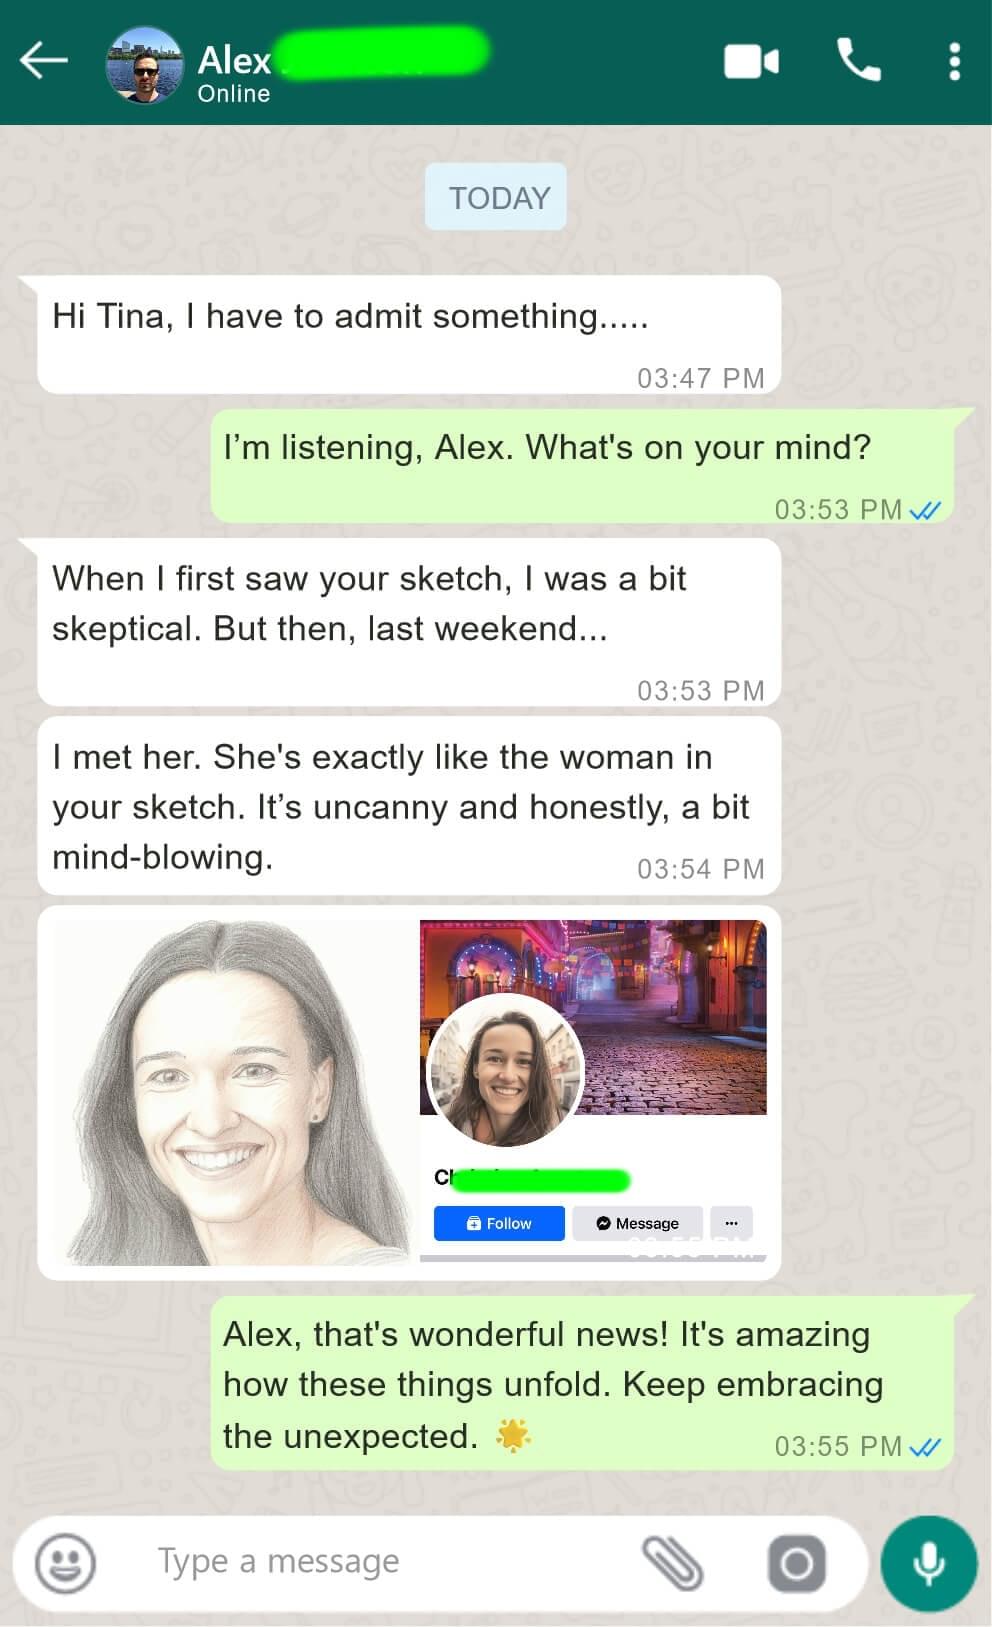 Alex
Online
TODAY
Hi Tina, I have to admit something.....
03:47 PM
I’m listening, Alex. What's on your mind?
03:53 PM
When I first saw your sketch, I was a bit
skeptical. But then, last weekend...
03:53 PM
I met her. She's exactly like the woman in
your sketch. It’s uncanny and honestly, a bit
mind-blowing.
03:54 PM
Follow
Message
Alex, that's wonderful news! It's amazing
how these things unfold. Keep embracing
the unexpected. 🌟
03:55 PM
Type a message